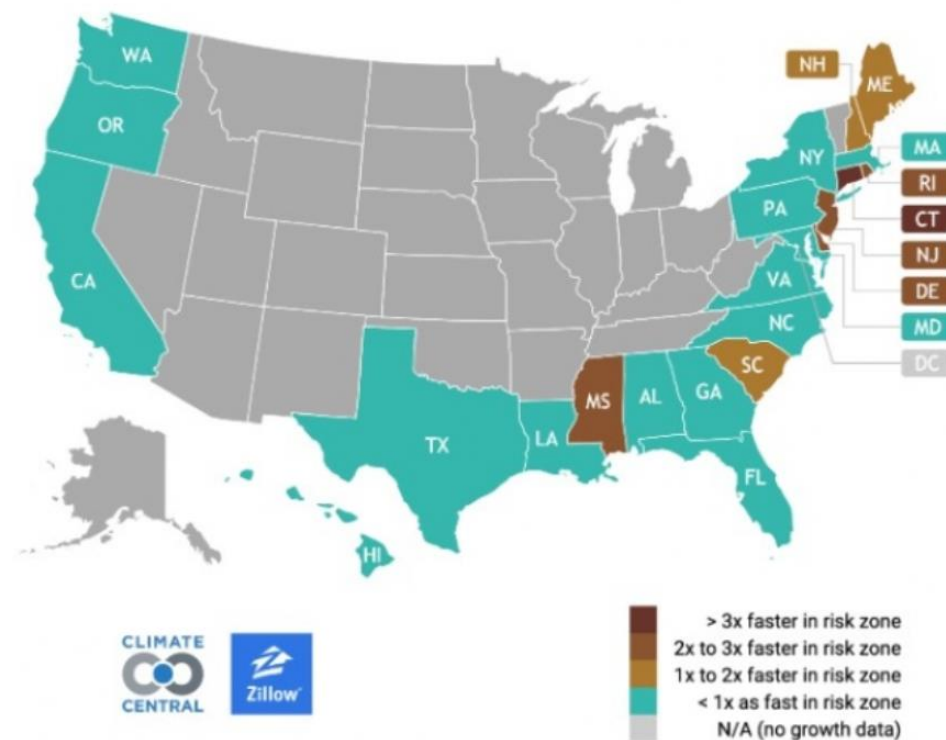 WA
NH
ME
OR
NY
MA
RI
PA
CT
NJ
CA
VA
DE
NC
MD
SC
DC
MS
AL
GA
TX
LA
FL
HI
> 3x faster in risk zone
2x to 3x faster in risk zone
1x to 2x faster in risk zone
< 1x as fast in risk zone
N/A (no growth data)
CLIMATE
CENTRAL
Zillow